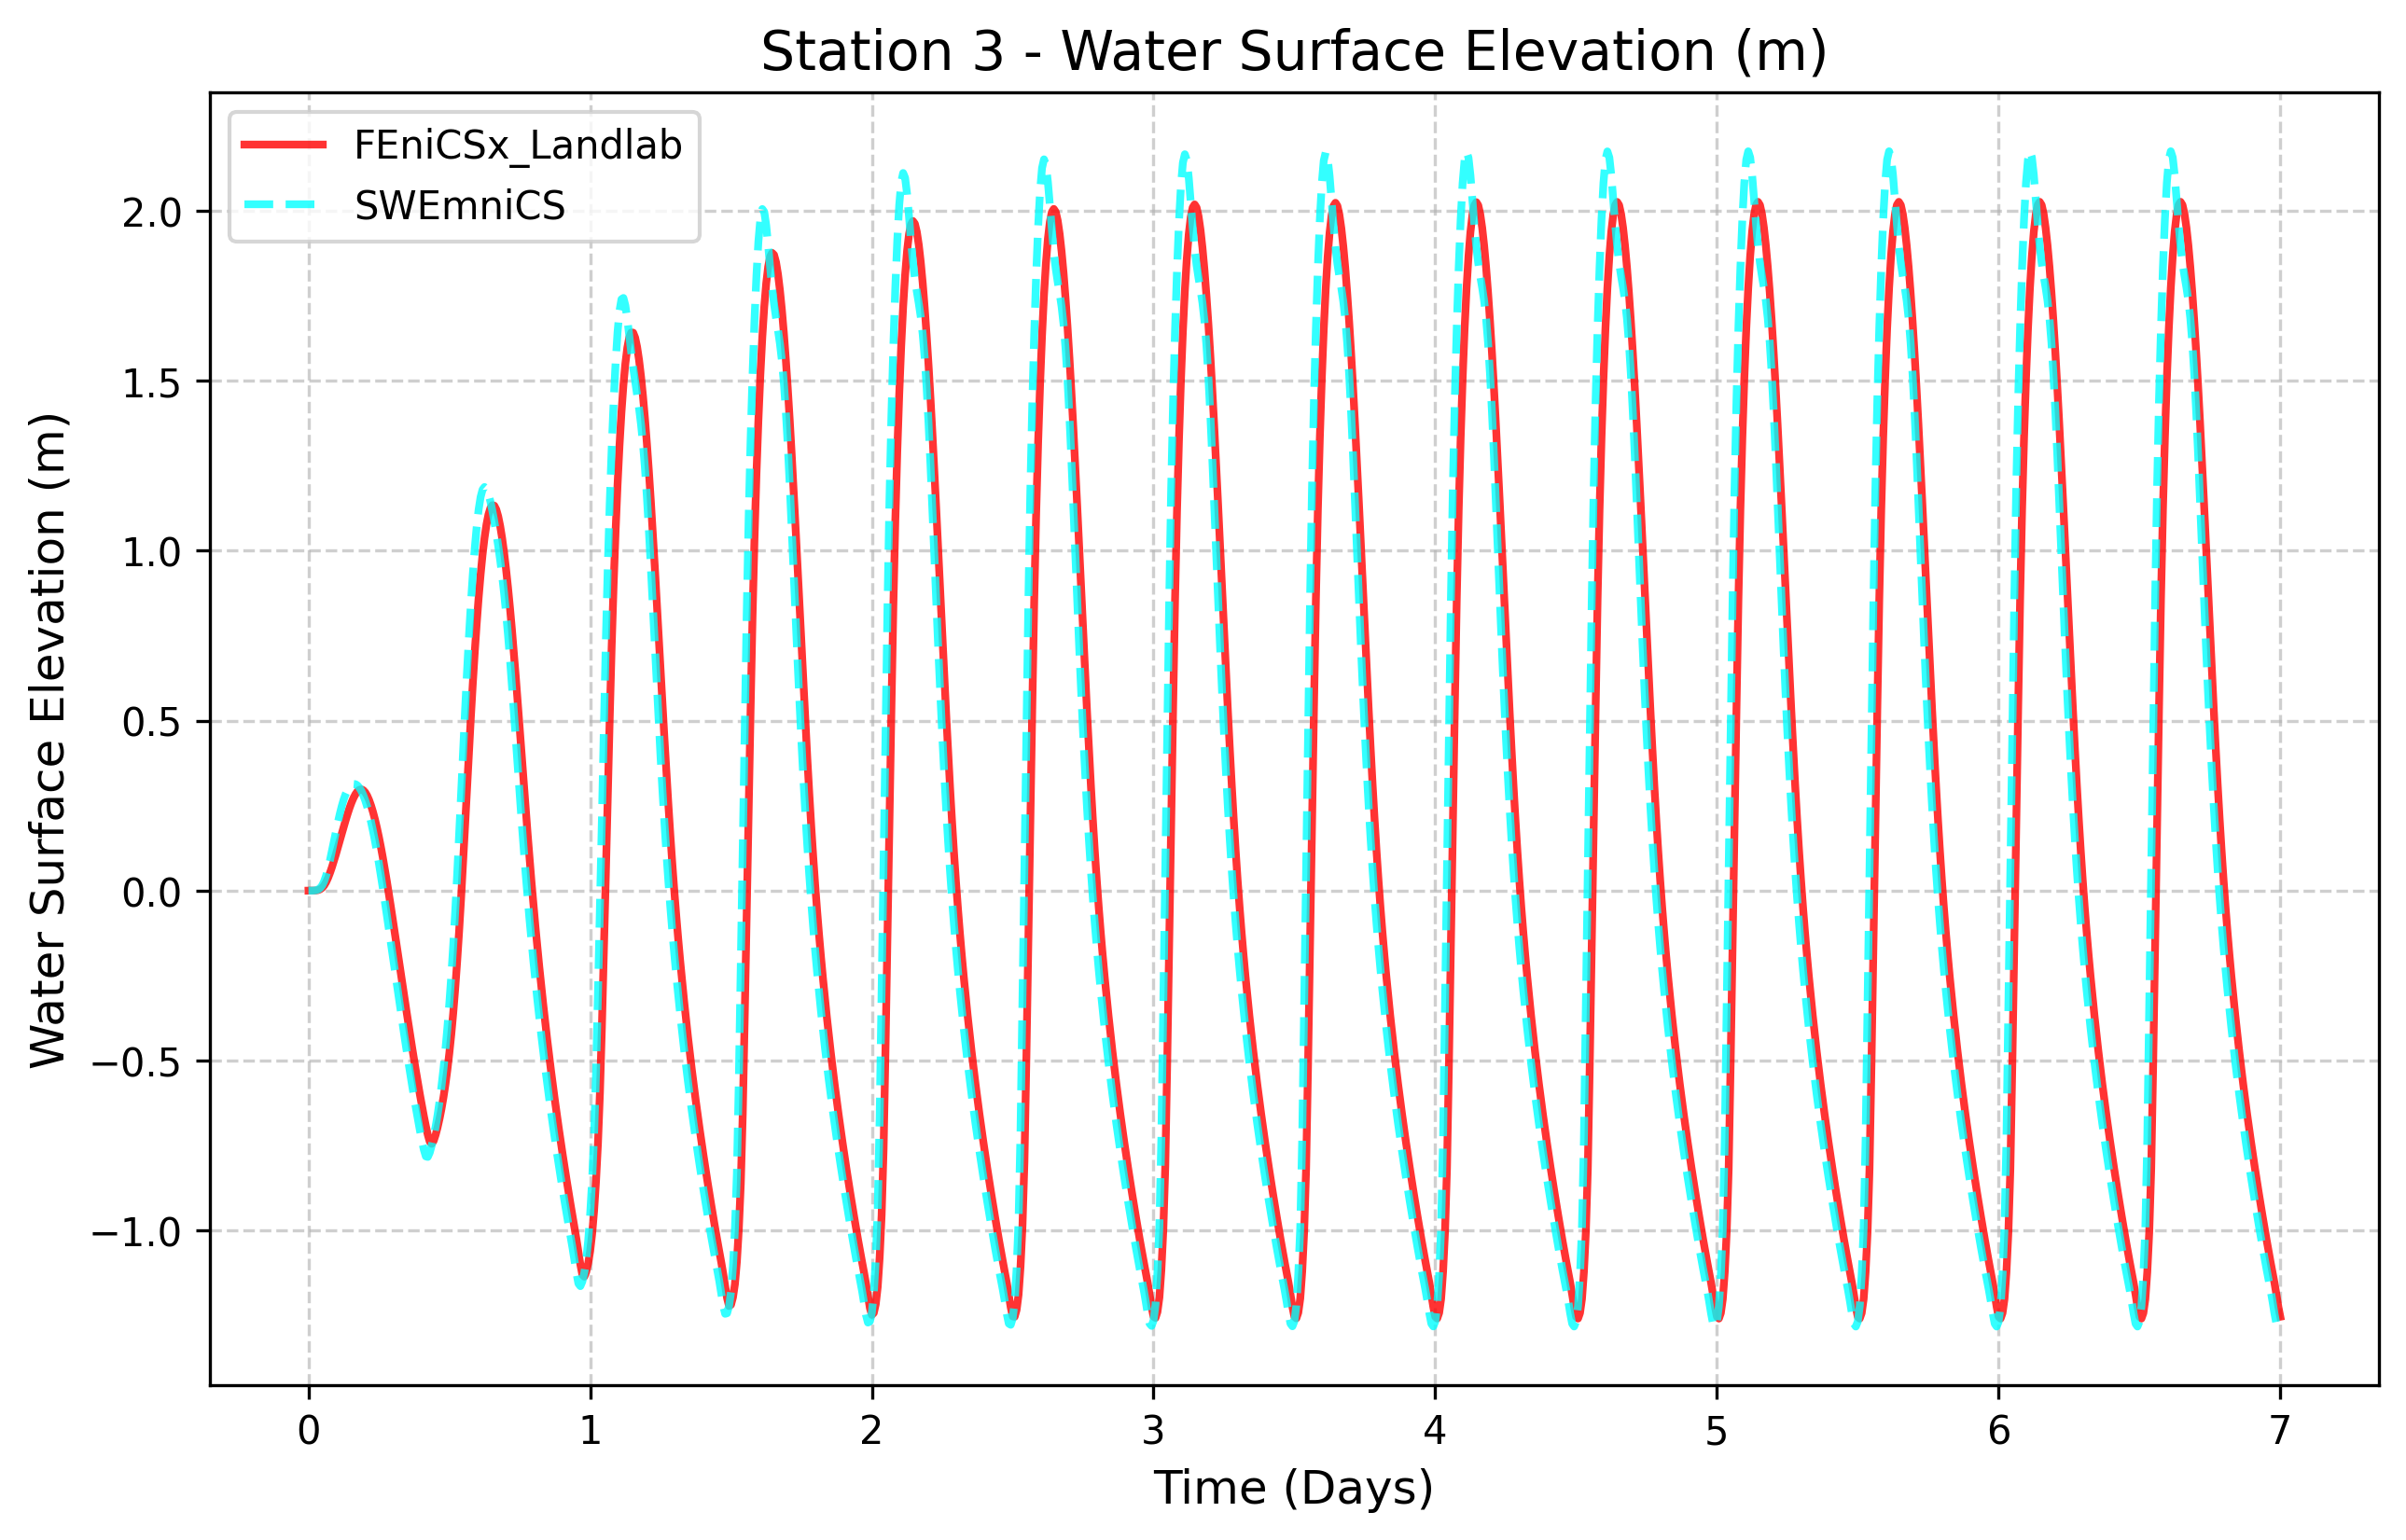 Station 3 - Water Surface Elevation (m)
FEniCSx_Landlab
SWEmniCS
Water Surface Elevation (m)
2.0
1.5
1.0
0.5
0.0
−0.5
−1.0
0 1 2 3 4 5 6 7
Time (Days)